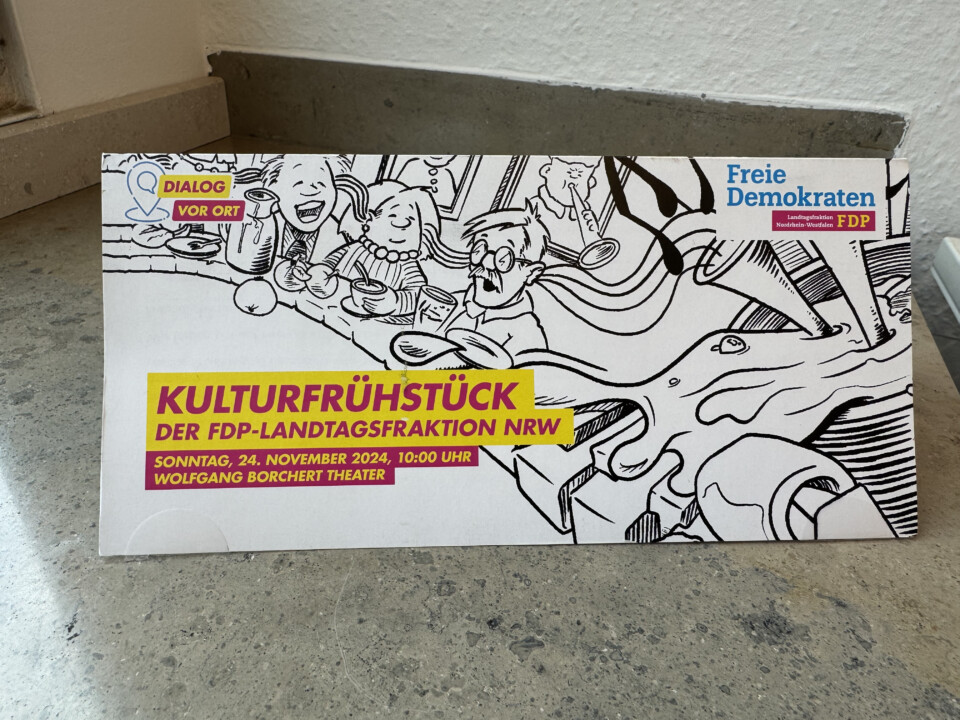 DIALOG
VOR ORT
Freie
Demokraten
Landtagsfraktion
Nordrhein-Westfalen FDP
KULTURFRÜHSTÜCK
DER FDP-LANDTAGSFRAKTION NRW
SONNTAG, 24. NOVEMBER 2024, 10:00 UHR
WOLFGANG BORCHERT THEATER